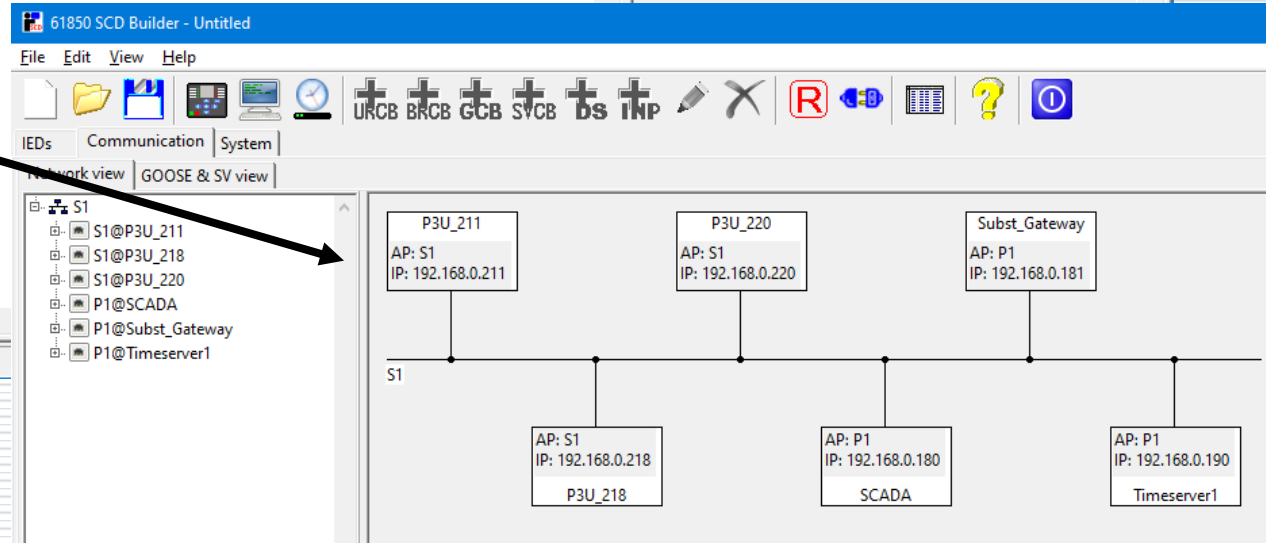 61850 SCD Builder - Untitled
File Edit View Help
URCB BRCB GCB SVCB DS INP R ?
IEDs Communication System
Network view GOOSE & SV view
S1
S1@P3U_211
S1@P3U_218
S1@P3U_220
P1@SCADA
P1@Subst_Gateway
P1@Timeserver1
P3U_211
AP: S1
IP: 192.168.0.211
P3U_220
AP: S1
IP: 192.168.0.220
Subst_Gateway
AP: P1
IP: 192.168.0.181
S1
AP: S1
IP: 192.168.0.218
P3U_218
AP: P1
IP: 192.168.0.180
SCADA
AP: P1
IP: 192.168.0.190
Timeserver1